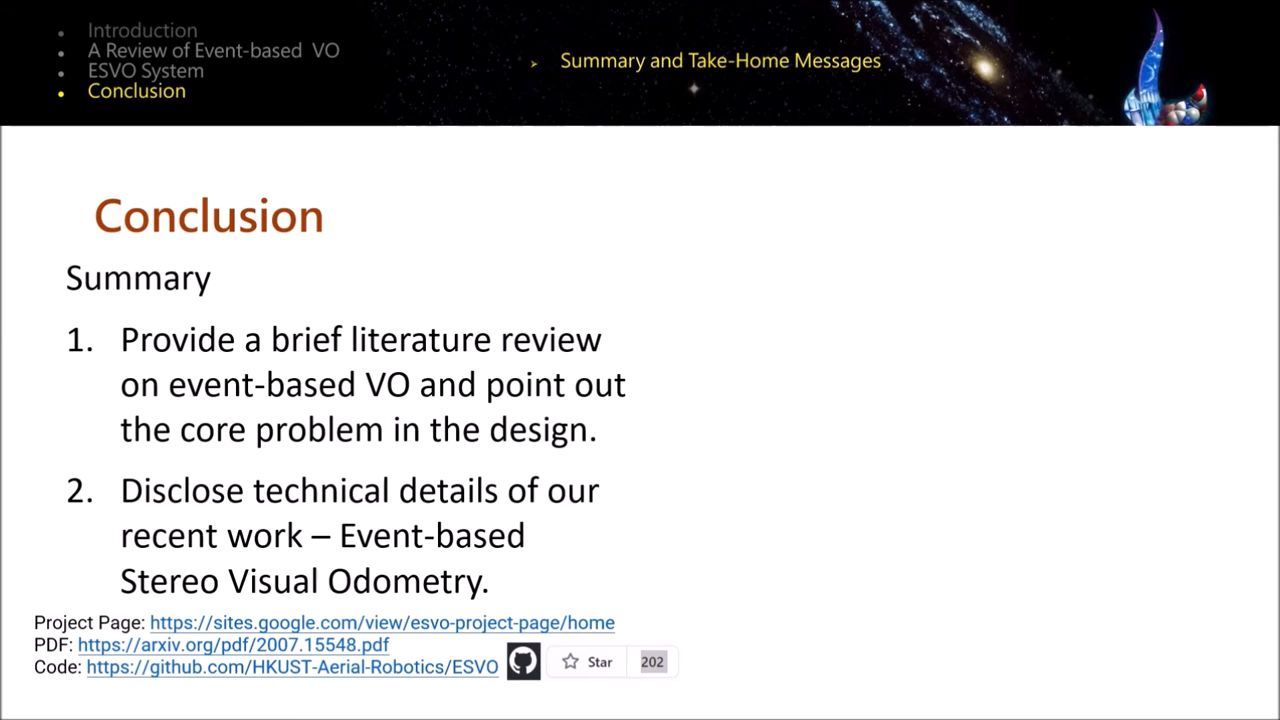 Introduction
A Review of Event-based VO
ESVO System
Conclusion
Summary and Take-Home Messages
Conclusion
Summary
1. Provide a brief literature review
on event-based VO and point out
the core problem in the design.
2. Disclose technical details of our
recent work – Event-based
Stereo Visual Odometry.
Project Page: https://sites.google.com/view/esvo-project-page/home
PDF: https://arxiv.org/pdf/2007.15548.pdf
Code: https://github.com/HKUST-Aerial-Robotics/ESVO
Star 202